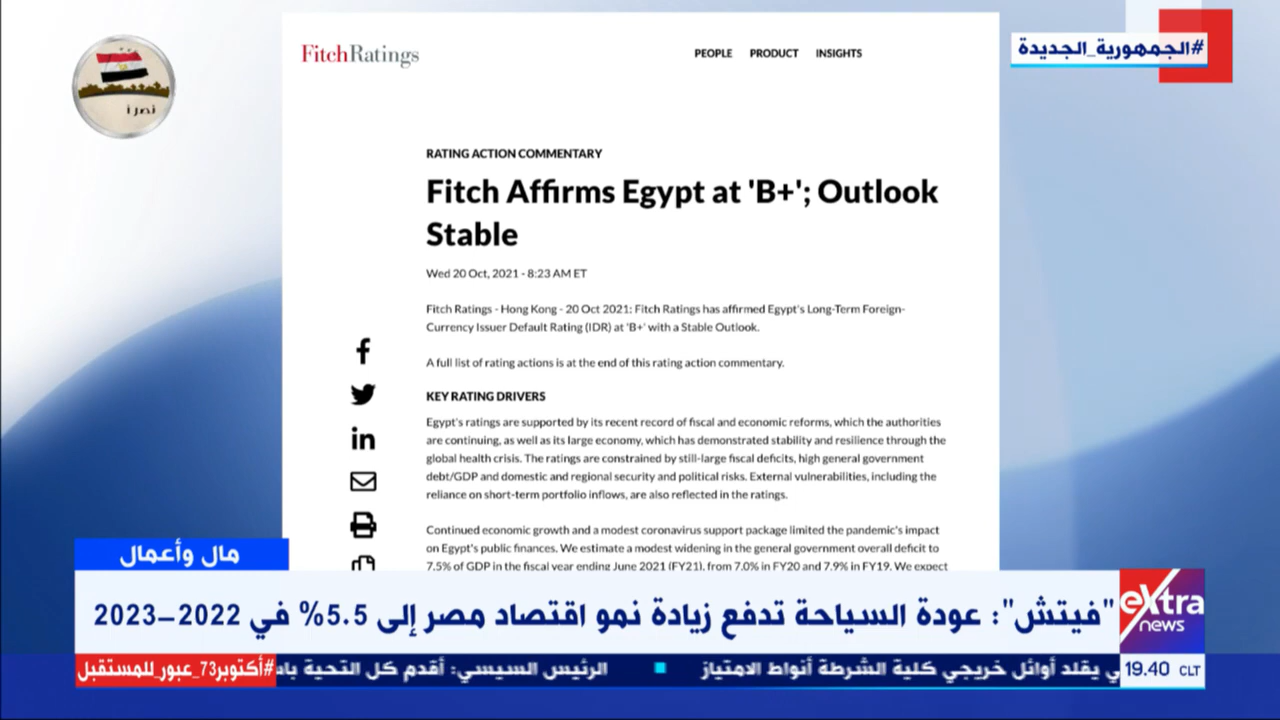 FitchRatings
PEOPLE PRODUCT INSIGHTS
#الجمهورية_الجديدة
RATING ACTION COMMENTARY
Fitch Affirms Egypt at 'B+'; Outlook
Stable
Wed 20 Oct, 2021 - 8:23 AM ET
Fitch Ratings - Hong Kong - 20 Oct 2021: Fitch Ratings has affirmed Egypt's Long-Term Foreign-
Currency Issuer Default Rating (IDR) at 'B+' with a Stable Outlook.
A full list of rating actions is at the end of this rating action commentary.
KEY RATING DRIVERS
Egypt's ratings are supported by its recent record of fiscal and economic reforms, which the authorities
are continuing, as well as its large economy, which has demonstrated stability and resilience through the
global health crisis. The ratings are constrained by still-large fiscal deficits, high general government
debt/GDP and domestic and regional security and political risks. External vulnerabilities, including the
reliance on short-term portfolio inflows, are also reflected in the ratings.
Continued economic growth and a modest coronavirus support package limited the pandemic's impact
on Egypt's public finances. We estimate a modest widening in the general government overall deficit to
7.5% of GDP in the fiscal year ending June 2021 (FY21), from 7.0% in FY20 and 7.9% in FY19. We expect
مال وأعمال
"فيتش": عودة السياحة تدفع زيادة نمو اقتصاد مصر إلى 5.5% في 2022-2023
eXtra
news
19.40 CLT
ي يقلد أوائل خريجي كلية الشرطة أنواط الامتياز
الرئيس السيسي: أقدم كل التحية
#أكتوبر73_عبور_للمستقبل